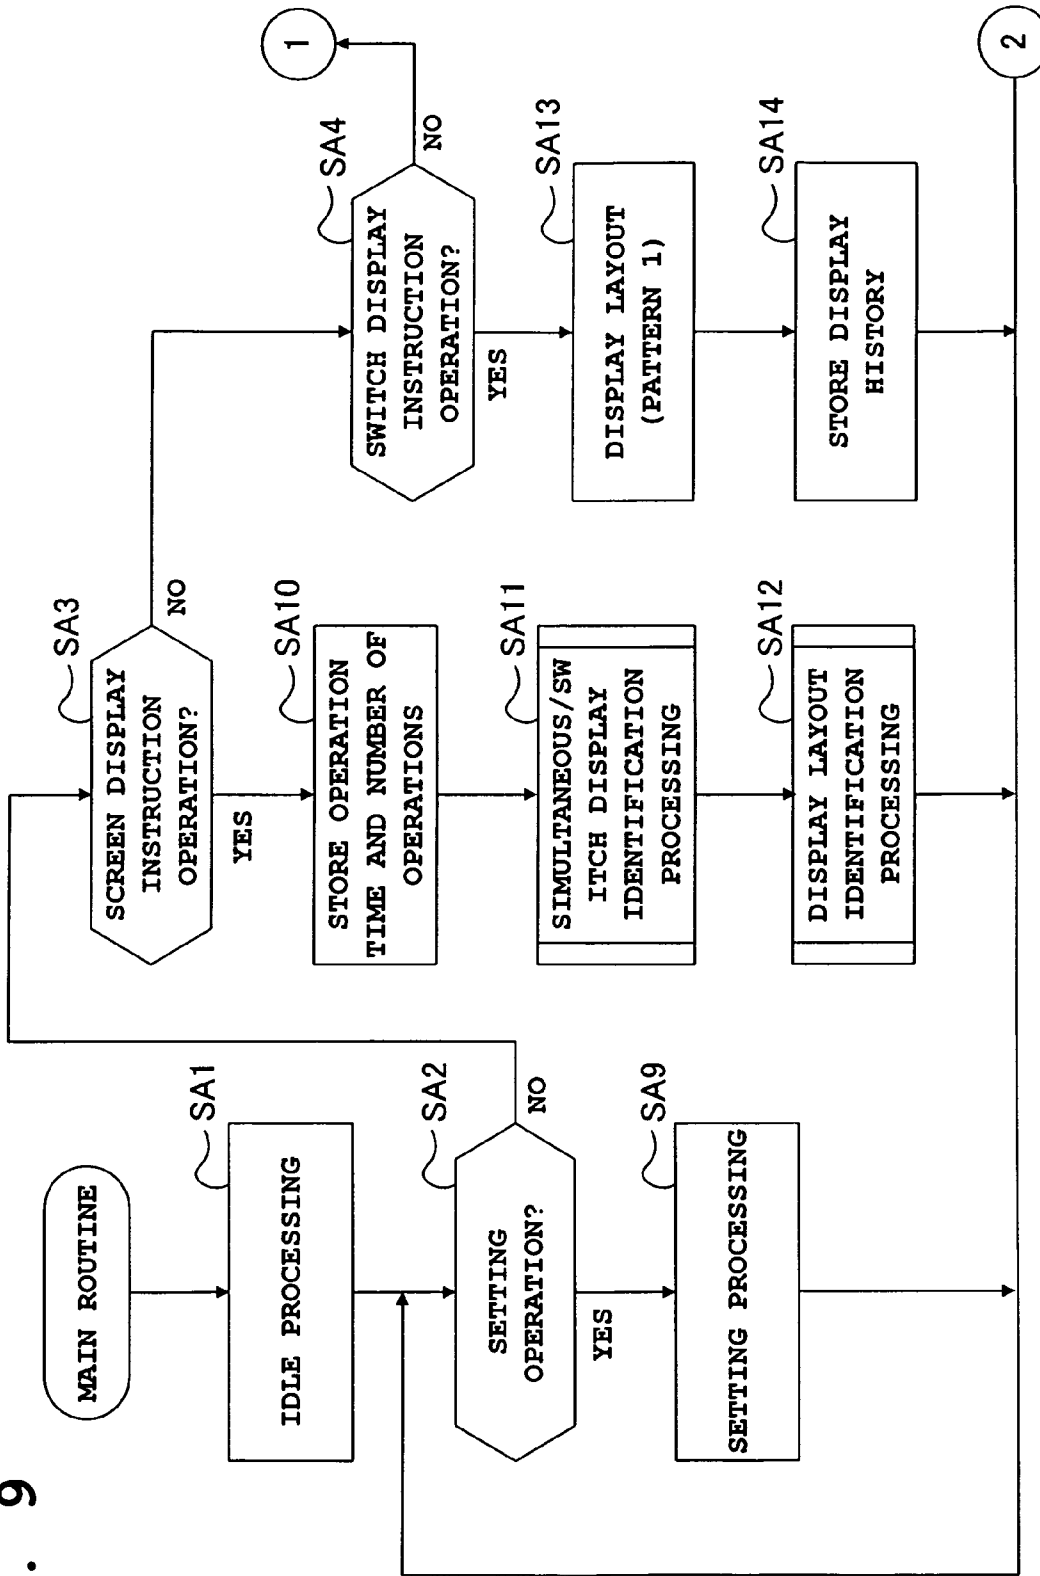 . 9
MAIN ROUTINE
SA1
IDLE PROCESSING
SA2
SETTING
OPERATION?
NO
YES
SA9
SETTING PROCESSING
SA3
SCREEN DISPLAY
INSTRUCTION
OPERATION?
NO
YES
SA10
STORE OPERATION
TIME AND NUMBER OF
OPERATIONS
SA11
SIMULTANEOUS/SW
ITCH DISPLAY
IDENTIFICATION
PROCESSING
SA12
DISPLAY LAYOUT
IDENTIFICATION
PROCESSING
SA4
SWITCH DISPLAY
INSTRUCTION
OPERATION?
NO
1
YES
SA13
DISPLAY LAYOUT
(PATTERN 1)
SA14
STORE DISPLAY
HISTORY
2